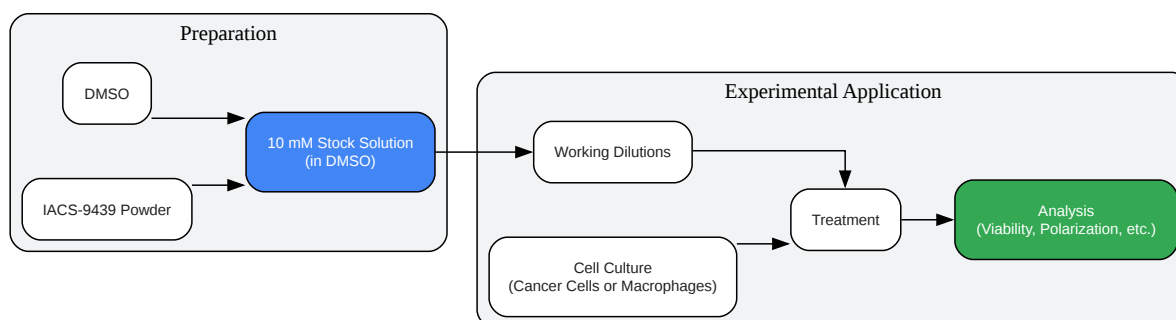 Preparation
DMSO
10 mM Stock Solution
(in DMSO)
IACS-9439 Powder
Experimental Application
Working Dilutions
Treatment
Analysis
(Viability, Polarization, etc.)
Cell Culture
(Cancer Cells or Macrophages)